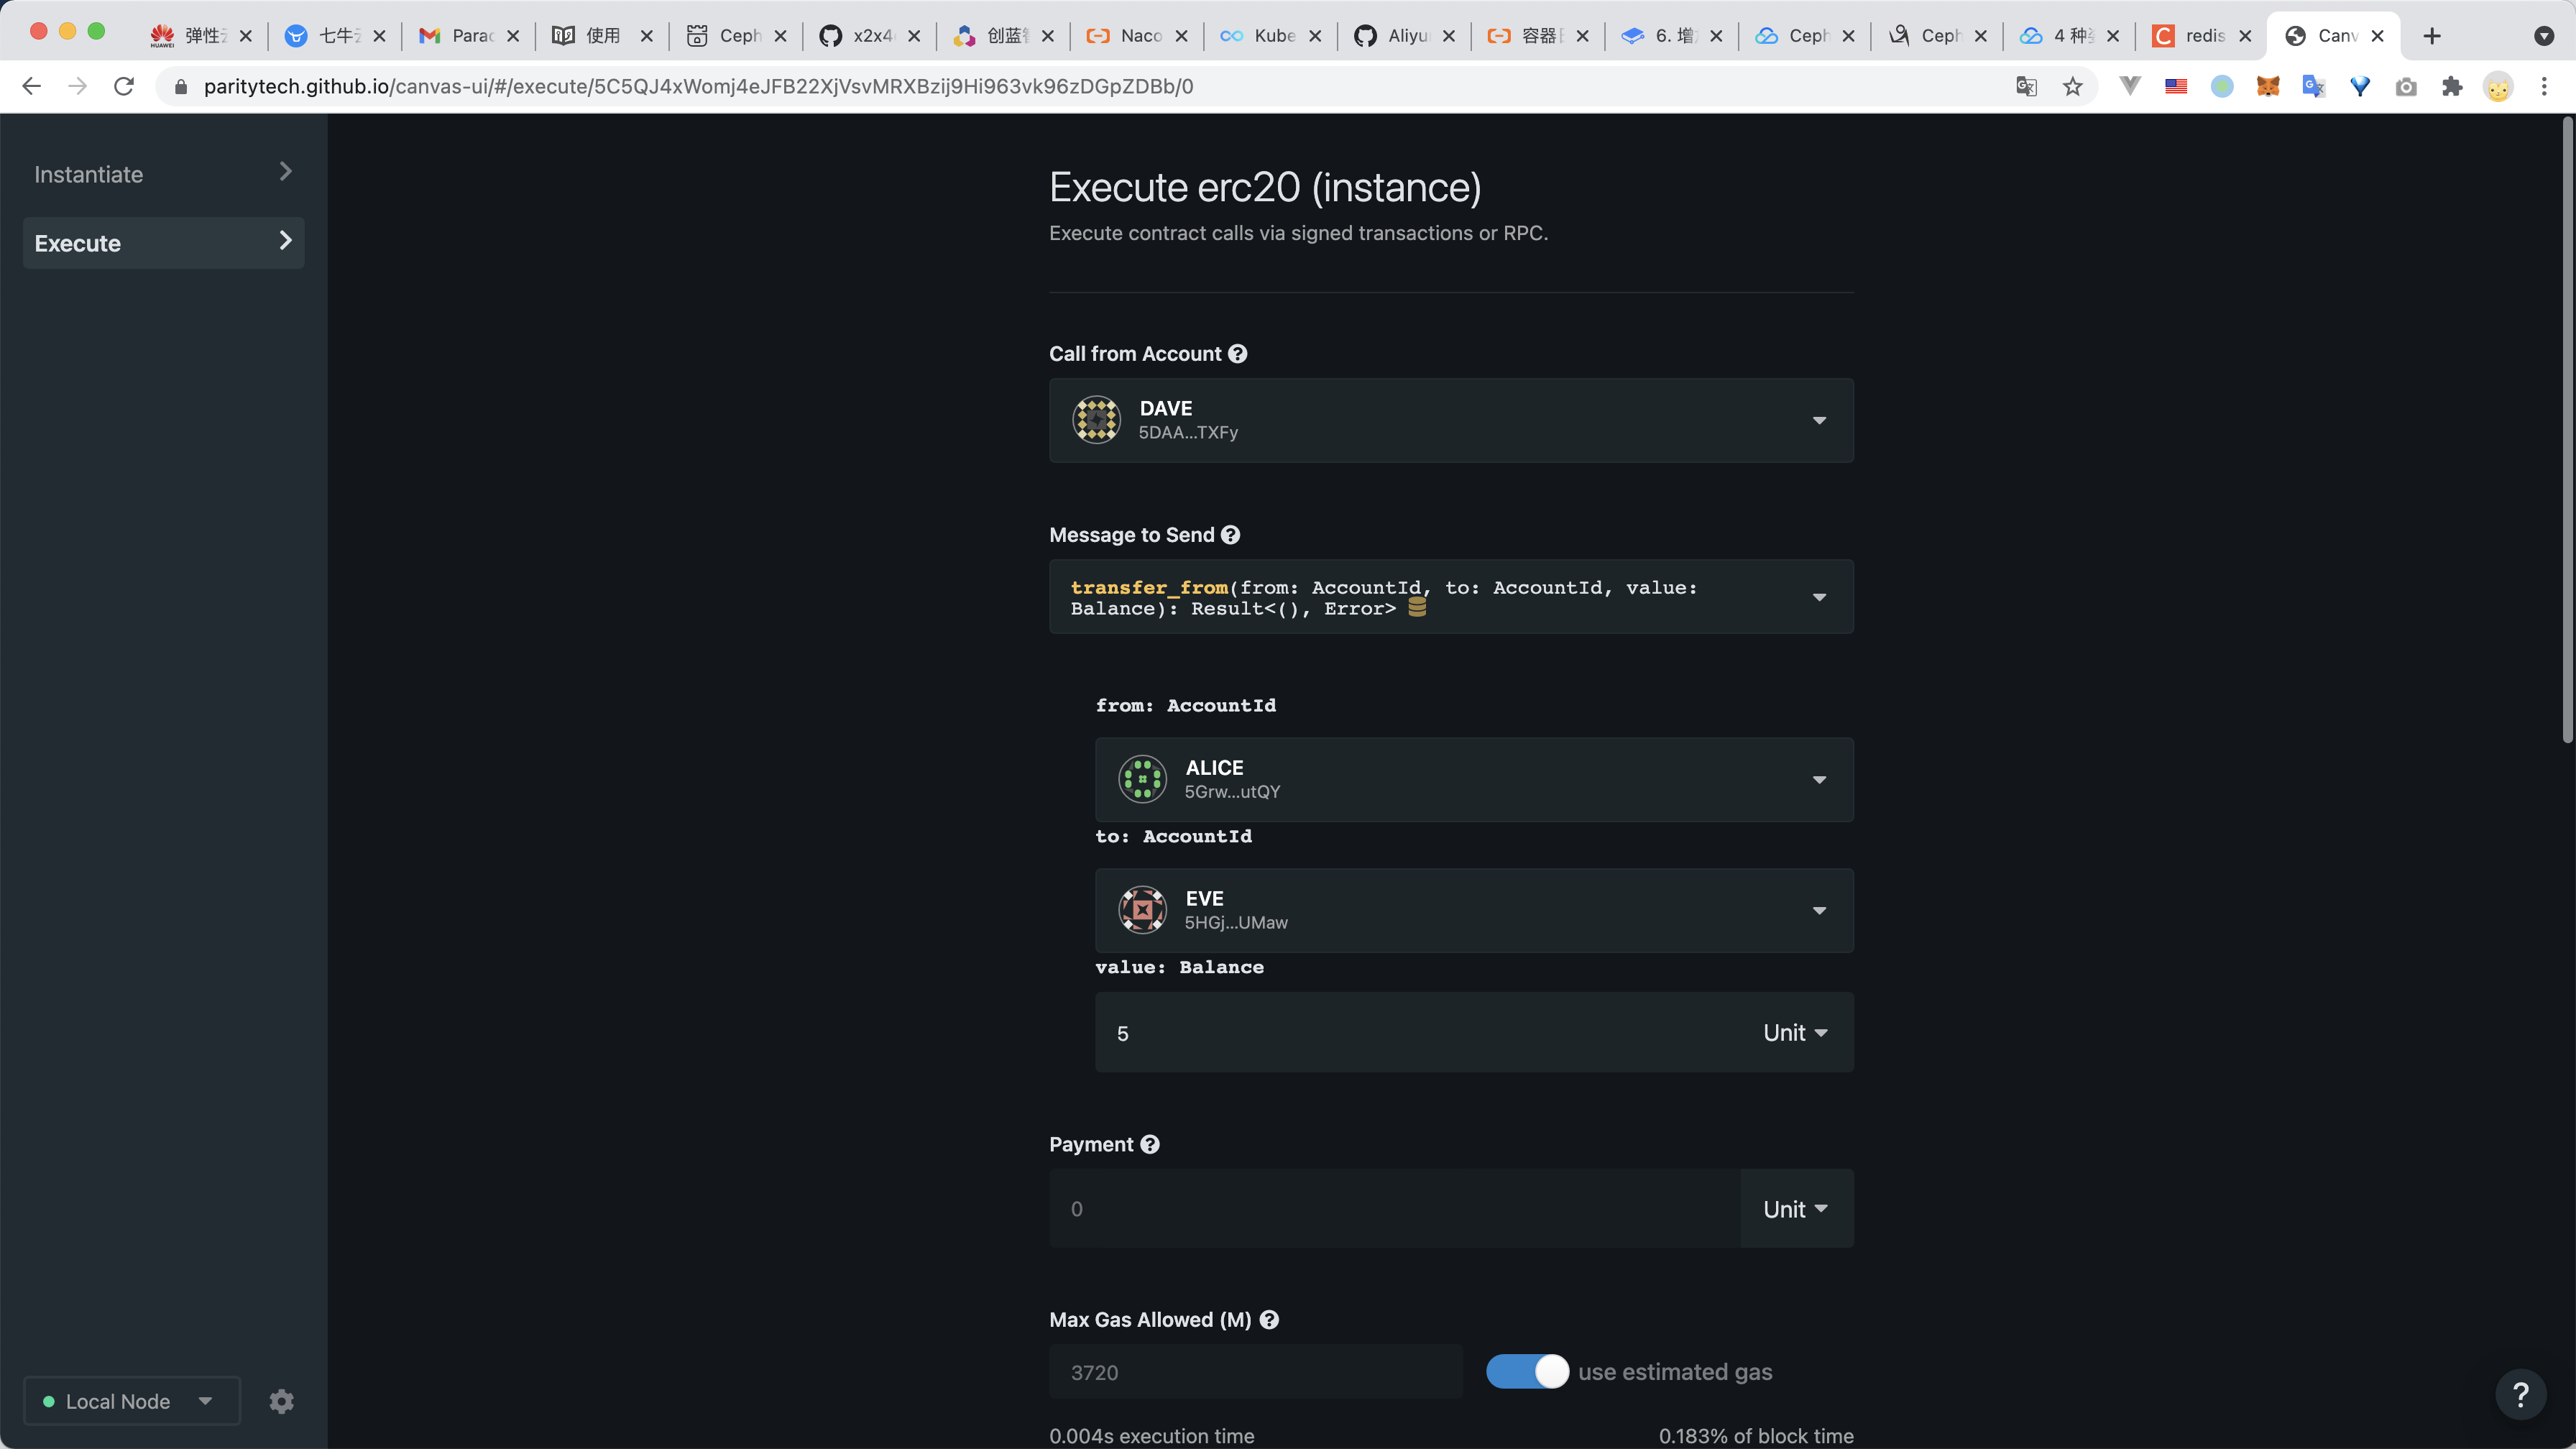 弹性
七牛
Para
使用
Ceph
x2x4
创蓝
Naco
Kube
Aliyu
容器
6. 增
Ceph
Ceph
4 种
redis
Canv
paritytech.github.io/canvas-ui/#/execute/5C5QJ4xWomj4eJFB22XjVsvMRXBzij9Hi963vk96zDGpZDBb/0
Instantiate
Execute
Execute erc20 (instance)
Execute contract calls via signed transactions or RPC.
Call from Account
DAVE
5DAA...TXFy
Message to Send
transfer_from(from: AccountId, to: AccountId, value:
Balance): Result<(), Error>
from: AccountId
ALICE
5Grw...utQY
to: AccountId
EVE
5HGj...UMaw
value: Balance
5
Unit
Payment
0
Unit
Max Gas Allowed (M)
3720
use estimated gas
0.004s execution time
0.183% of block time
Local Node